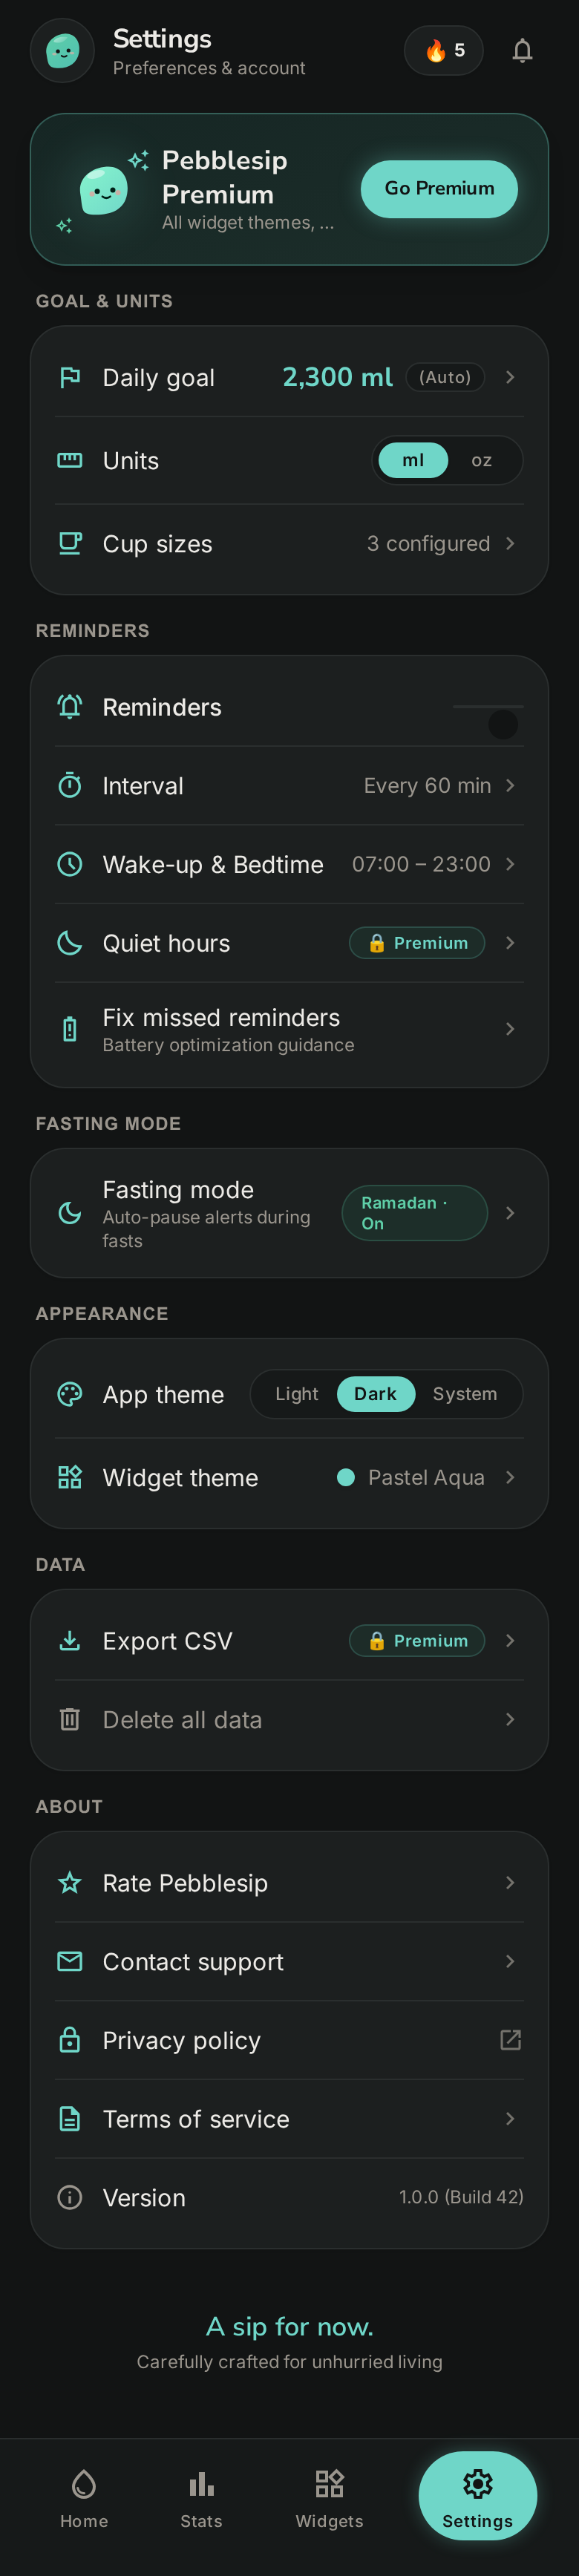 Settings
Preferences & account
🔥 5
Pebblesip
Premium
All widget themes, ...
Go Premium
GOAL & UNITS
Daily goal 2,300 ml (Auto)
Units ml oz
Cup sizes 3 configured
REMINDERS
Reminders
Interval Every 60 min
Wake-up & Bedtime 07:00 – 23:00
Quiet hours 🔒 Premium
Fix missed reminders
Battery optimization guidance
FASTING MODE
Fasting mode
Auto-pause alerts during
fasts
Ramadan ·
On
APPEARANCE
App theme Light Dark System
Widget theme Pastel Aqua
DATA
Export CSV 🔒 Premium
Delete all data
ABOUT
Rate Pebblesip
Contact support
Privacy policy
Terms of service
Version 1.0.0 (Build 42)
A sip for now.
Carefully crafted for unhurried living
Home Stats Widgets Settings